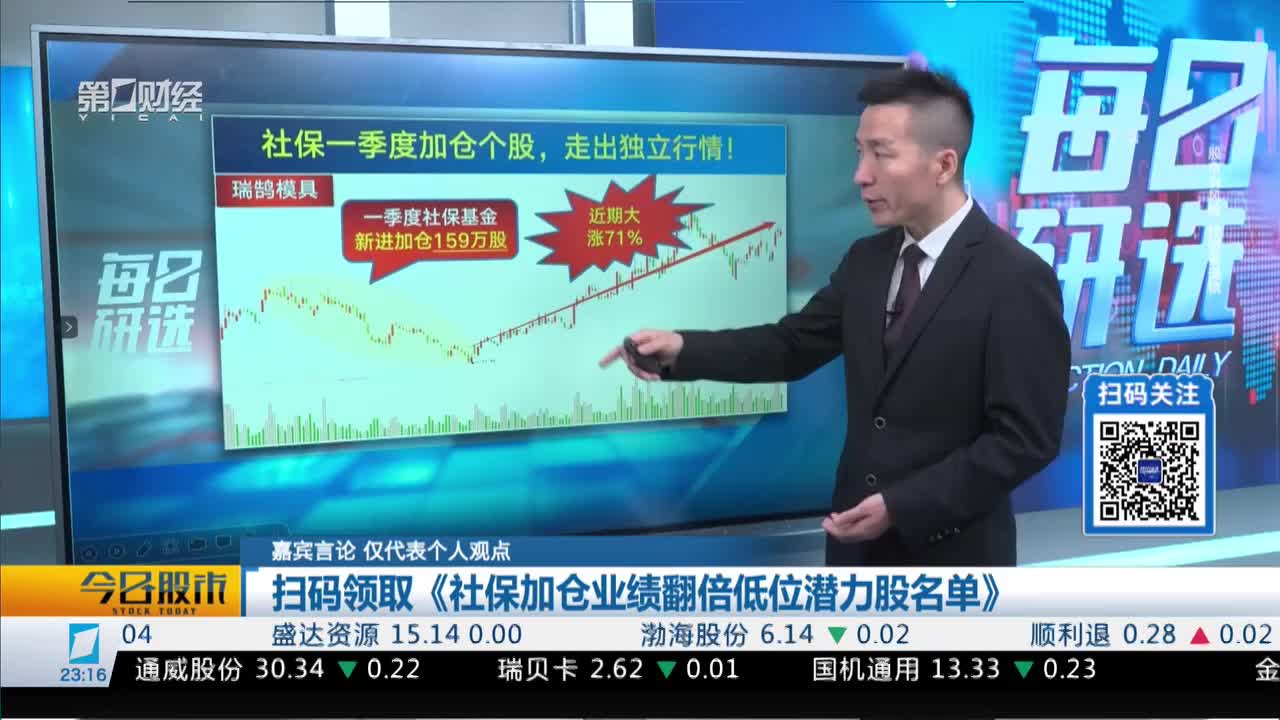 第一财经
YICAI
社保一季度加仓个股，走出独立行情！
瑞鹄模具
一季度社保基金
新进加仓159万股
近期大
涨71%
每日
研选
每日
研选
CTION DAILY
扫码关注
嘉宾言论 仅代表个人观点
今日股市
STOCK TODAY
扫码领取《社保加仓业绩翻倍低位潜力股名单》
04 盛达资源 15.14 0.00 渤海股份 6.14 ▼ 0.02 顺利退 0.28 ▲ 0.02
23:16
通威股份 30.34 ▼ 0.22 瑞贝卡 2.62 ▼ 0.01 国机通用 13.33 ▼ 0.23 金